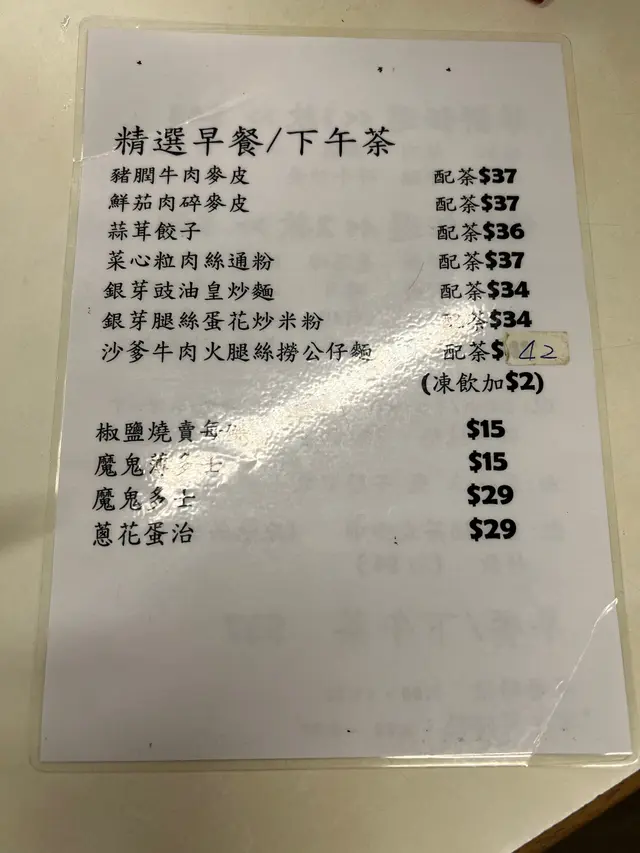 精選早餐/下午茶
豬膶牛肉麥皮 配茶$37
鮮茄肉碎麥皮 配茶$37
蒜茸餃子 配茶$36
菜心粒肉絲通粉 配茶$37
銀芽豉油皇炒麵 配茶$34
銀芽腿絲蛋花炒米粉 配茶$34
沙爹牛肉火腿絲撈公仔麵 配茶$42
(凍飲加$2)
椒鹽燒賣每 $15
魔鬼薄多士 $15
魔鬼多士 $29
蔥花蛋治 $29